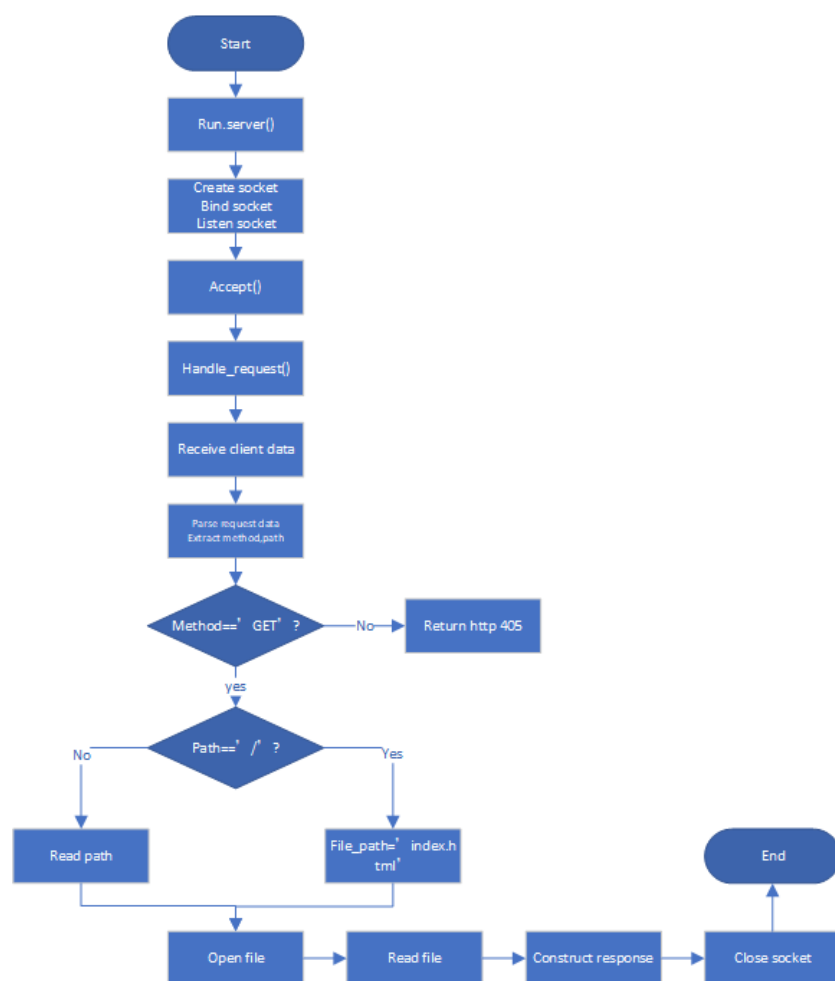 Start
Run.server()
Create socket
Bind socket
Listen socket
Accept()
Handle_request()
Receive client data
Parse request data
Extract method,path
Method==' GET' ?
No
Return http 405
yes
Path==' /' ?
No
Yes
Read path
File_path=' index.h
tml'
End
Open file
Read file
Construct response
Close socket